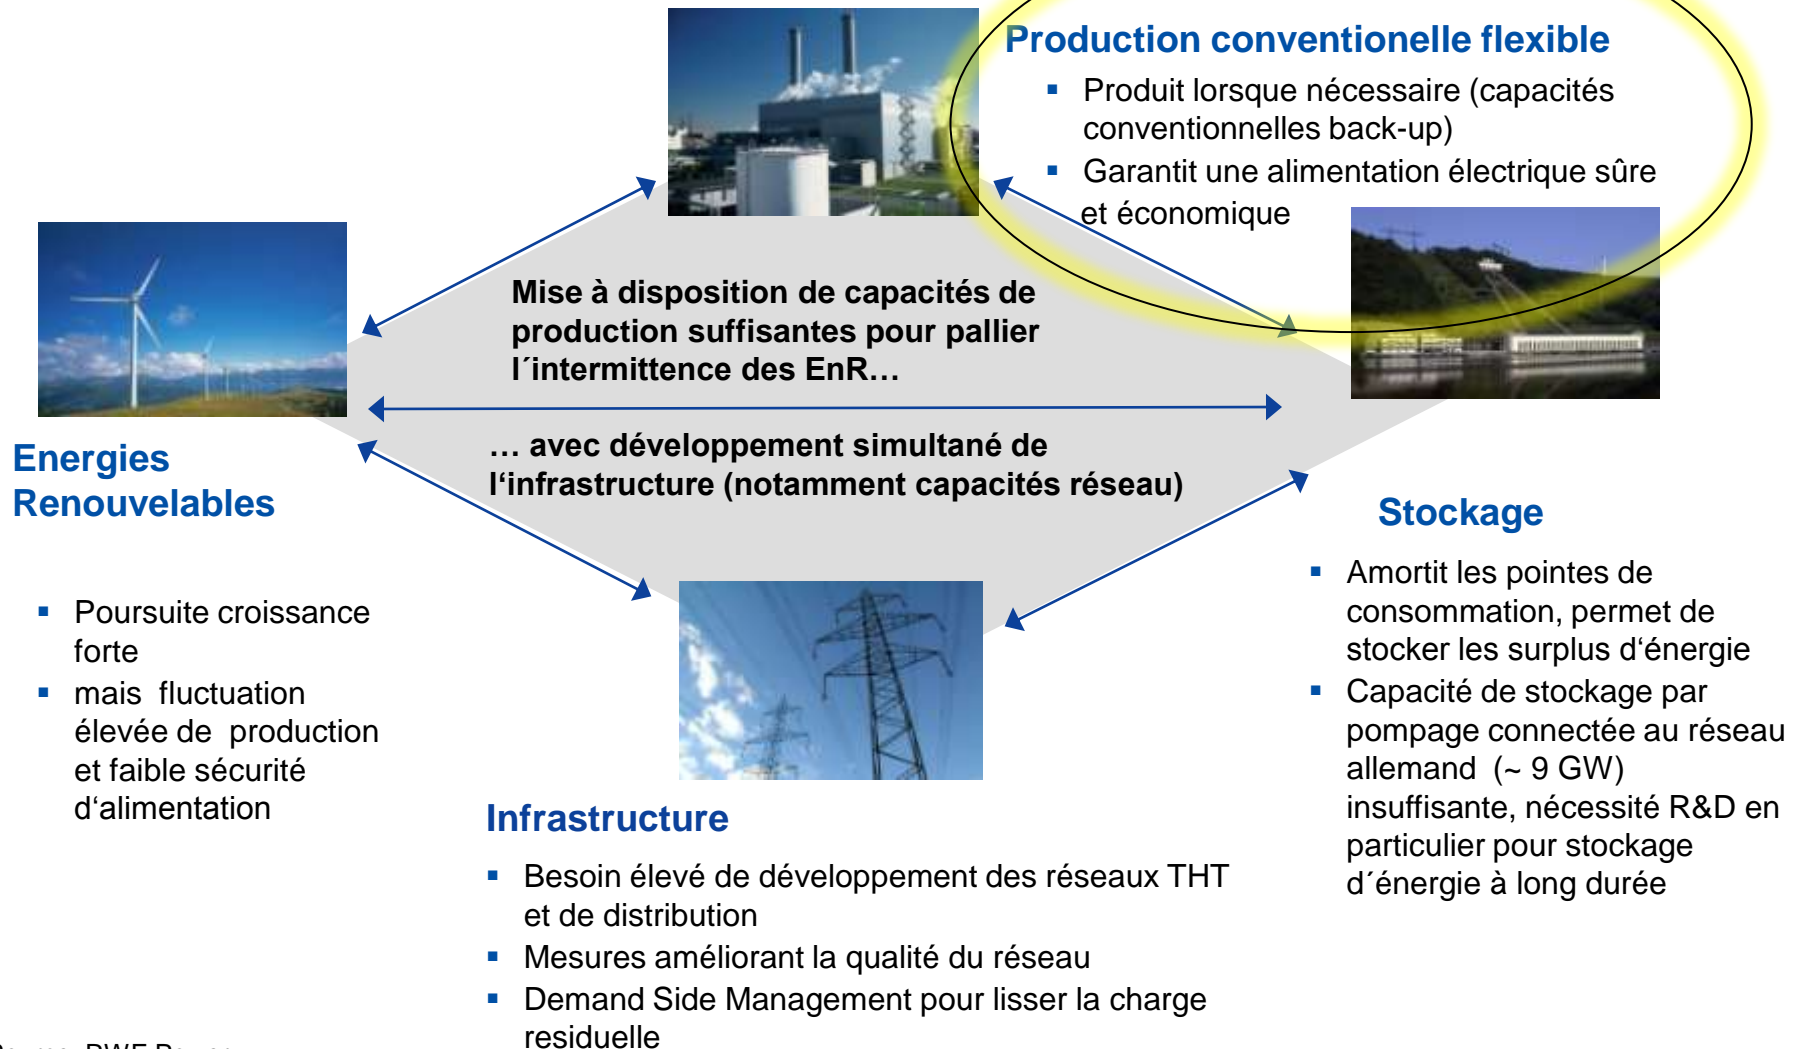 Production conventionelle flexible
▪ Produit lorsque nécessaire (capacités
conventionnelles back-up)
▪ Garantit une alimentation électrique sûre
et économique
Mise à disposition de capacités de
production suffisantes pour pallier
l´intermittence des EnR…
… avec développement simultané de
l‘infrastructure (notamment capacités réseau)
Energies
Renouvelables
▪ Poursuite croissance
forte
▪ mais fluctuation
élevée de production
et faible sécurité
d‘alimentation
Stockage
▪ Amortit les pointes de
consommation, permet de
stocker les surplus d‘énergie
▪ Capacité de stockage par
pompage connectée au réseau
allemand (~ 9 GW)
insuffisante, nécessité R&D en
particulier pour stockage
d´énergie à long durée
Infrastructure
▪ Besoin élevé de développement des réseaux THT
et de distribution
▪ Mesures améliorant la qualité du réseau
▪ Demand Side Management pour lisser la charge
residuelle